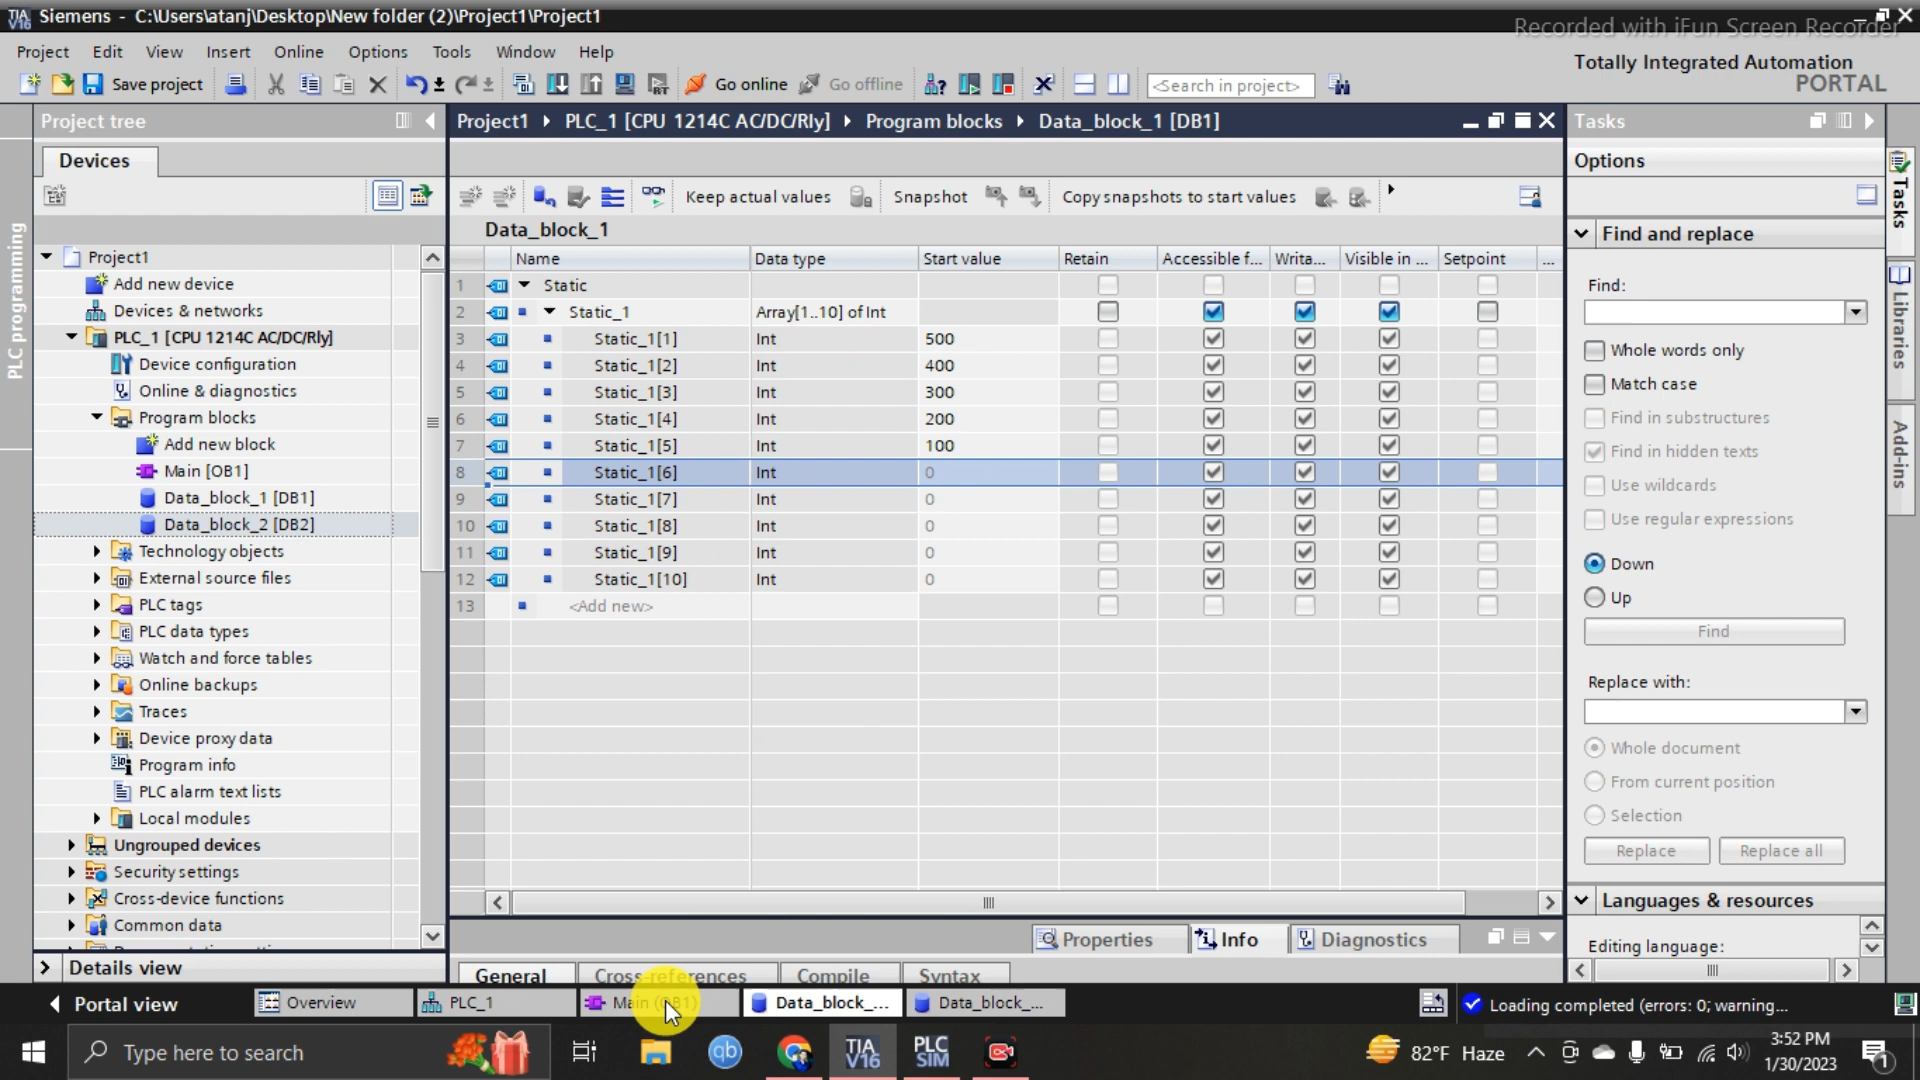 Siemens - C:\Users\atanj\Desktop\New folder (2)\Project1\Project1
Recorded with iFun Screen Recorder
Project Edit View Insert Online Options Tools Window Help
Totally Integrated Automation
PORTAL
Save project
Go online
Go offline
<Search in project>
Project tree
Project1 PLC_1 [CPU 1214C AC/DC/Rly] Program blocks Data_block_1 [DB1]
Tasks
Devices
Options
Keep actual values Snapshot Copy snapshots to start values
Data_block_1
Name Data type Start value Retain Accessible f... Writa... Visible in ... Setpoint ...
1 Static
2 Static_1 Array[1..10] of Int
3 Static_1[1] Int 500
4 Static_1[2] Int 400
5 Static_1[3] Int 300
6 Static_1[4] Int 200
7 Static_1[5] Int 100
8 Static_1[6] Int 0
9 Static_1[7] Int 0
10 Static_1[8] Int 0
11 Static_1[9] Int 0
12 Static_1[10] Int 0
13 <Add new>
PLC programming
Project1
Add new device
Devices & networks
PLC_1 [CPU 1214C AC/DC/Rly]
Device configuration
Online & diagnostics
Program blocks
Add new block
Main [OB1]
Data_block_1 [DB1]
Data_block_2 [DB2]
Technology objects
External source files
PLC tags
PLC data types
Watch and force tables
Online backups
Traces
Device proxy data
Program info
PLC alarm text lists
Local modules
Ungrouped devices
Security settings
Cross-device functions
Common data
Details view
Find and replace
Find:
Whole words only
Match case
Find in substructures
Find in hidden texts
Use wildcards
Use regular expressions
Down
Up
Find
Replace with:
Whole document
From current position
Selection
Replace Replace all
Languages & resources
Editing language:
Tasks
Libraries
Add-ins
Properties Info Diagnostics
General Cross-references Compile Syntax
Portal view Overview PLC_1 Main (OB1) Data_block_... Data_block_...
Loading completed (errors: 0; warning...
Type here to search
TIA V16
PLC SIM
82°F Haze
3:52 PM
1/30/2023
1